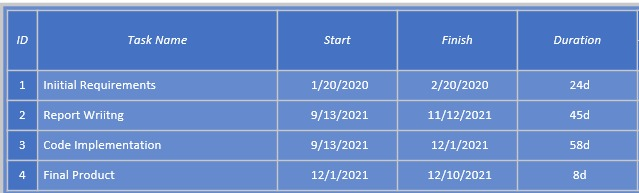 ID Task Name Start Finish Duration
1 Iniitial Requirements 1/20/2020 2/20/2020 24d
2 Report Wriitng 9/13/2021 11/12/2021 45d
3 Code Implementation 9/13/2021 12/1/2021 58d
4 Final Product 12/1/2021 12/10/2021 8d